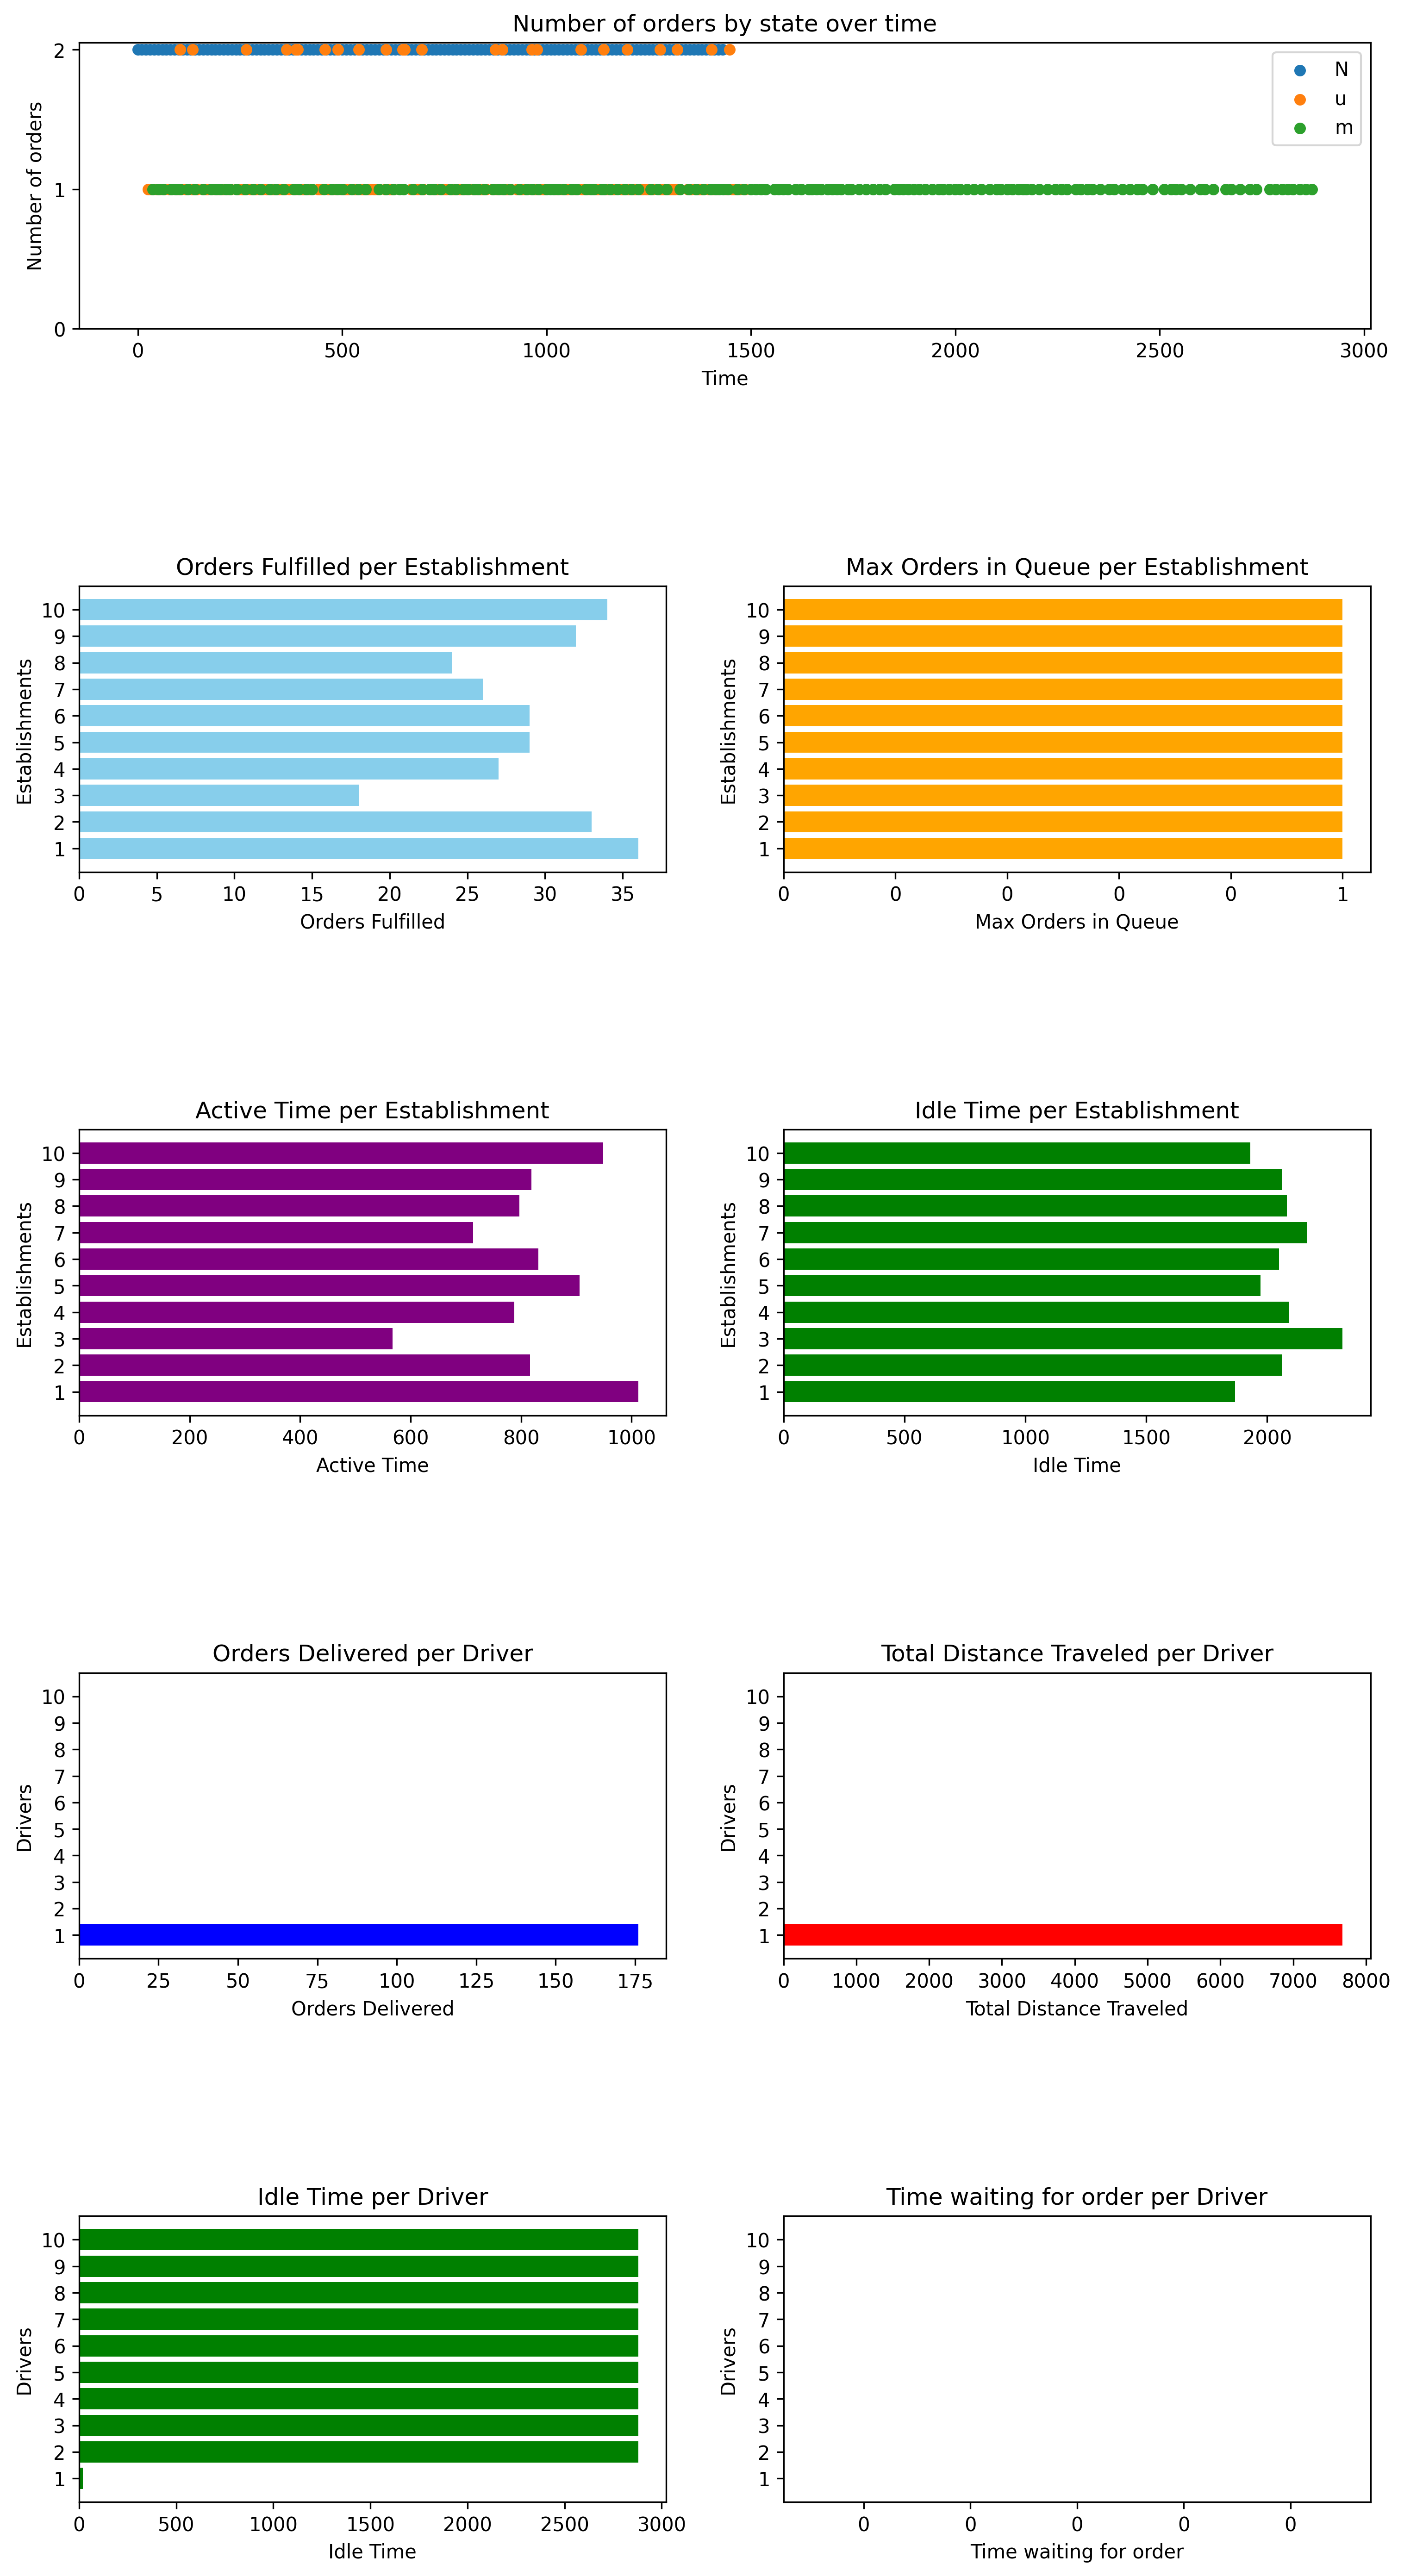 Number of orders by state over time
Number of orders
2
1
0
N
u
m
0 500 1000 1500 2000 2500 3000
Time
Orders Fulfilled per Establishment
Establishments
10
9
8
7
6
5
4
3
2
1
0 5 10 15 20 25 30 35
Orders Fulfilled
Max Orders in Queue per Establishment
Establishments
10
9
8
7
6
5
4
3
2
1
0 0 0 0 0 1
Max Orders in Queue
Active Time per Establishment
Establishments
10
9
8
7
6
5
4
3
2
1
0 200 400 600 800 1000
Active Time
Idle Time per Establishment
Establishments
10
9
8
7
6
5
4
3
2
1
0 500 1000 1500 2000
Idle Time
Orders Delivered per Driver
Drivers
10
9
8
7
6
5
4
3
2
1
0 25 50 75 100 125 150 175
Orders Delivered
Total Distance Traveled per Driver
Drivers
10
9
8
7
6
5
4
3
2
1
0 1000 2000 3000 4000 5000 6000 7000 8000
Total Distance Traveled
Idle Time per Driver
Drivers
10
9
8
7
6
5
4
3
2
1
0 500 1000 1500 2000 2500 3000
Idle Time
Time waiting for order per Driver
Drivers
10
9
8
7
6
5
4
3
2
1
0 0 0 0 0
Time waiting for order